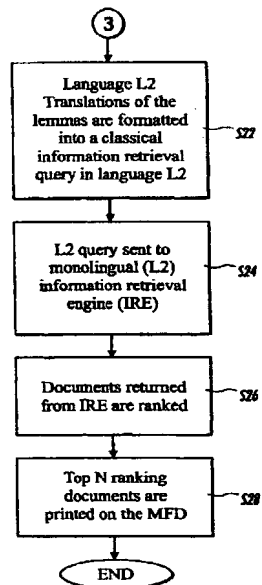 3
Language L2
Translations of the
lemmas are formatted
into a classical
information retrieval
query in language L2
S22
L2 query sent to
monolingual (L2)
information retrieval
engine (IRE)
S24
Documents returned
from IRE are ranked
S26
Top N ranking
documents are
printed on the MFD
S28
END